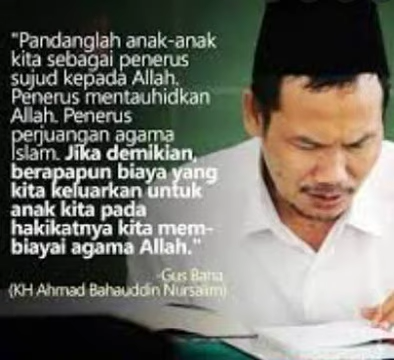 "Pandanglah anak-anak
kita sebagai penerus
sujud kepada Allah.
Penerus mentauhidkan
Allah. Penerus
perjuangan agama
Islam. Jika demikian,
berapapun biaya yang
kita keluarkan untuk
anak kita pada
hakikatnya kita mem-
biayai agama Allah."
-Gus Baha
(KH Ahmad Bahauddin Nursalim)